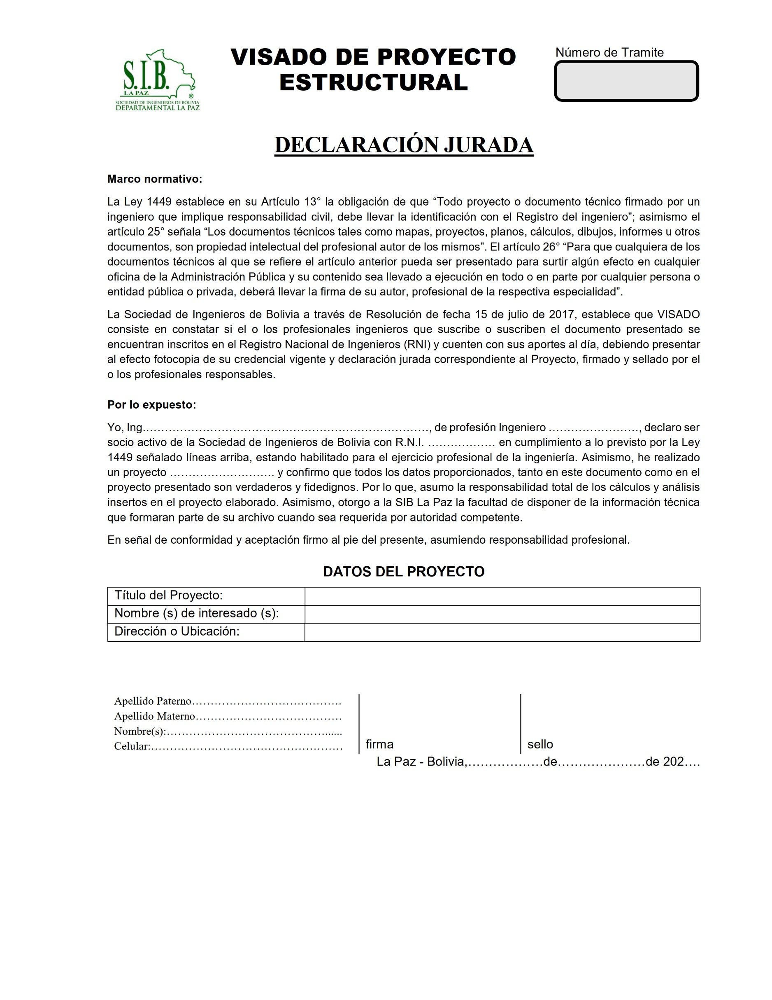 S.I.B.
LA PAZ
®
SOCIEDAD DE INGENIEROS DE BOLIVIA
DEPARTAMENTAL LA PAZ
VISADO DE PROYECTO
ESTRUCTURAL
Número de Tramite
DECLARACIÓN JURADA
Marco normativo:
La Ley 1449 establece en su Artículo 13° la obligación de que “Todo proyecto o documento técnico firmado por un
ingeniero que implique responsabilidad civil, debe llevar la identificación con el Registro del ingeniero”; asimismo el
artículo 25° señala “Los documentos técnicos tales como mapas, proyectos, planos, cálculos, dibujos, informes u otros
documentos, son propiedad intelectual del profesional autor de los mismos”. El artículo 26° “Para que cualquiera de los
documentos técnicos al que se refiere el artículo anterior pueda ser presentado para surtir algún efecto en cualquier
oficina de la Administración Pública y su contenido sea llevado a ejecución en todo o en parte por cualquier persona o
entidad pública o privada, deberá llevar la firma de su autor, profesional de la respectiva especialidad”.
La Sociedad de Ingenieros de Bolivia a través de Resolución de fecha 15 de julio de 2017, establece que VISADO
consiste en constatar si el o los profesionales ingenieros que suscribe o suscriben el documento presentado se
encuentran inscritos en el Registro Nacional de Ingenieros (RNI) y cuenten con sus aportes al día, debiendo presentar
al efecto fotocopia de su credencial vigente y declaración jurada correspondiente al Proyecto, firmado y sellado por el
o los profesionales responsables.
Por lo expuesto:
Yo, Ing.…………………………………………………………………, de profesión Ingeniero ……………………, declaro ser
socio activo de la Sociedad de Ingenieros de Bolivia con R.N.I. ……………… en cumplimiento a lo previsto por la Ley
1449 señalado líneas arriba, estando habilitado para el ejercicio profesional de la ingeniería. Asimismo, he realizado
un proyecto ………………………. y confirmo que todos los datos proporcionados, tanto en este documento como en el
proyecto presentado son verdaderos y fidedignos. Por lo que, asumo la responsabilidad total de los cálculos y análisis
insertos en el proyecto elaborado. Asimismo, otorgo a la SIB La Paz la facultad de disponer de la información técnica
que formaran parte de su archivo cuando sea requerida por autoridad competente.
En señal de conformidad y aceptación firmo al pie del presente, asumiendo responsabilidad profesional.
DATOS DEL PROYECTO
Título del Proyecto:
Nombre (s) de interesado (s):
Dirección o Ubicación:
Apellido Paterno………………………………….
Apellido Materno…………………………………
Nombre(s):……………………………………......
Celular:……………………………………………
firma
sello
La Paz - Bolivia,………………de…………………de 202….